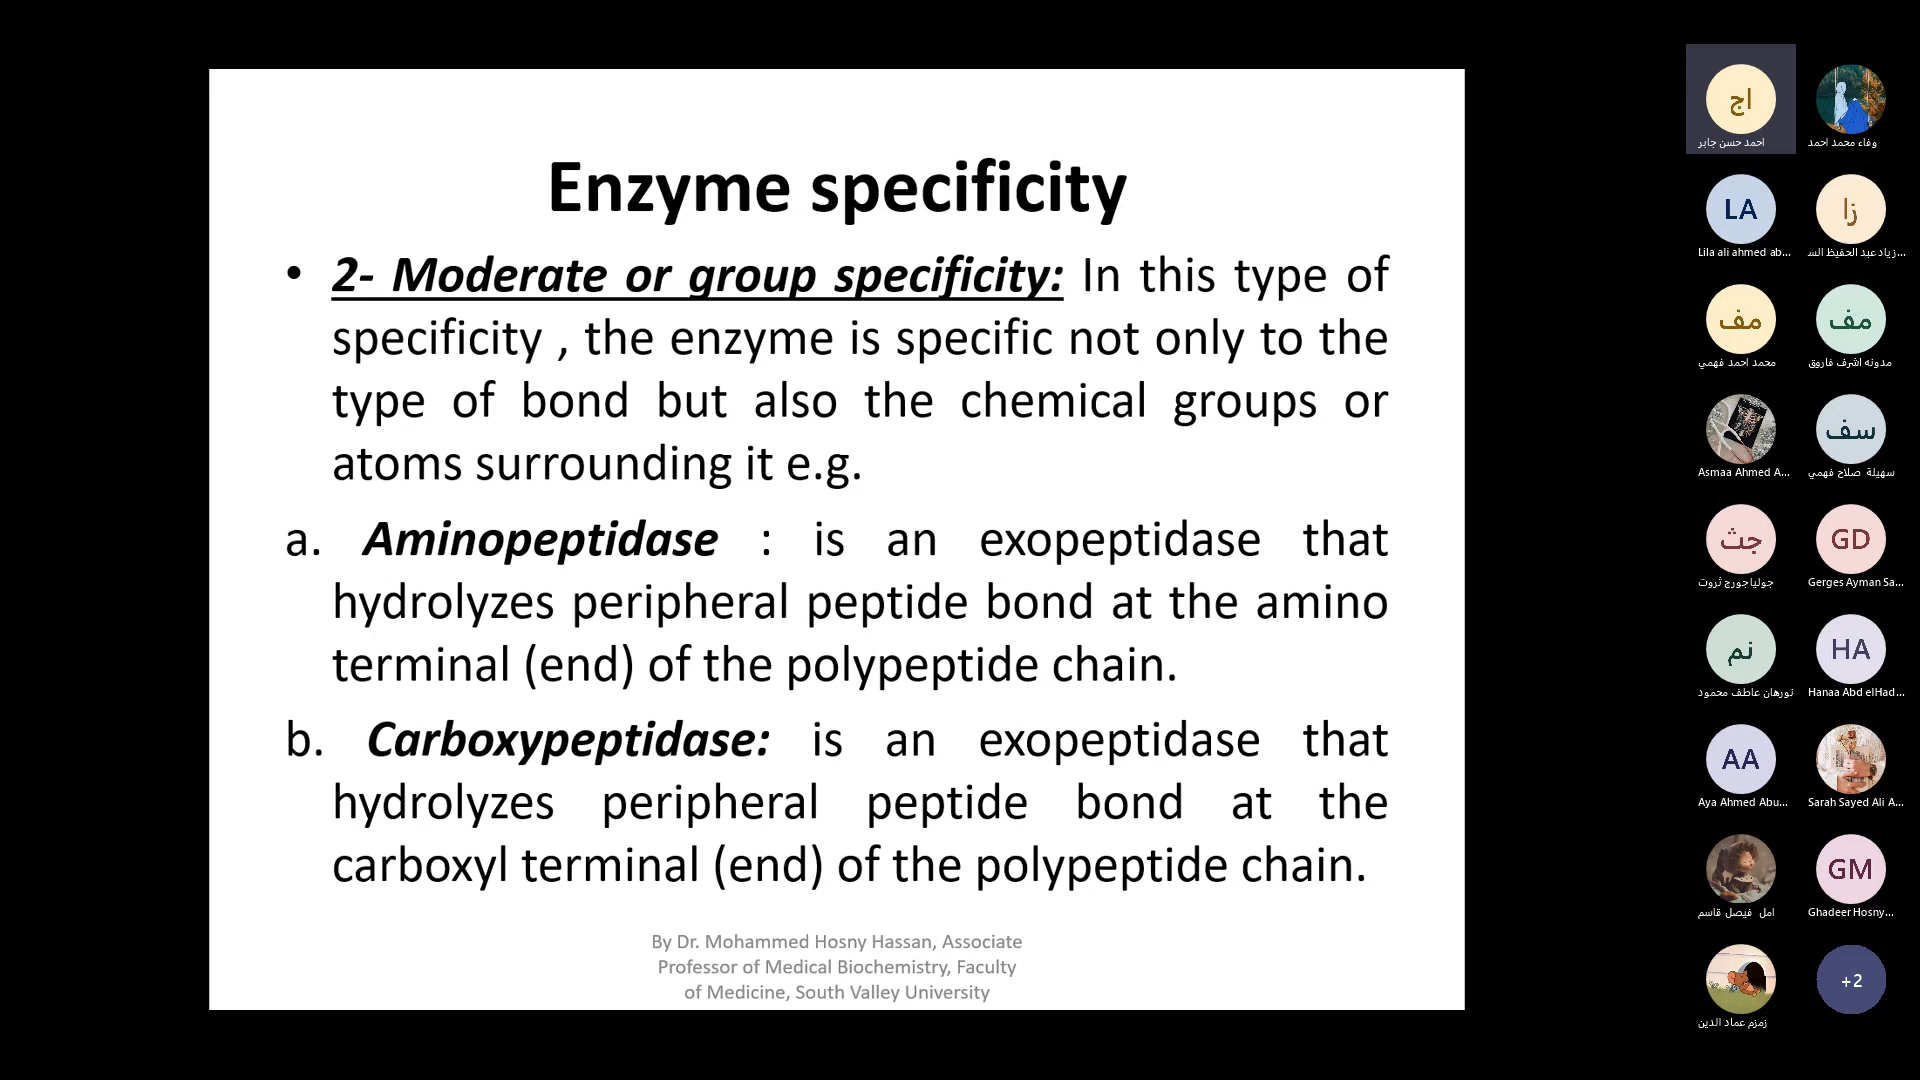 Enzyme specificity
• 2- Moderate or group specificity: In this type of
specificity , the enzyme is specific not only to the
type of bond but also the chemical groups or
atoms surrounding it e.g.
a. Aminopeptidase : is an exopeptidase that
hydrolyzes peripheral peptide bond at the amino
terminal (end) of the polypeptide chain.
b. Carboxypeptidase: is an exopeptidase that
hydrolyzes peripheral peptide bond at the
carboxyl terminal (end) of the polypeptide chain.
By Dr. Mohammed Hosny Hassan, Associate
Professor of Medical Biochemistry, Faculty
of Medicine, South Valley University
اج
احمد حسن جابر
وفاء محمد احمد
LA
زا
Lila ali ahmed ab...
زياد عبد الحفيظ الس...
مف
مف
محمد احمد فهمي
مدونه اشرف فاروق
سف
Asmaa Ahmed A...
سهيلة صلاح فهمي
جث
GD
جولياجورج ثروت
Gerges Ayman Sa...
نم
HA
نورهان عاطف محمود
Hanaa Abd elHad...
AA
Aya Ahmed Abu...
Sarah Sayed Ali A...
GM
امل فيصل قاسم
Ghadeer Hosny...
+2
زمزم عماد الدين